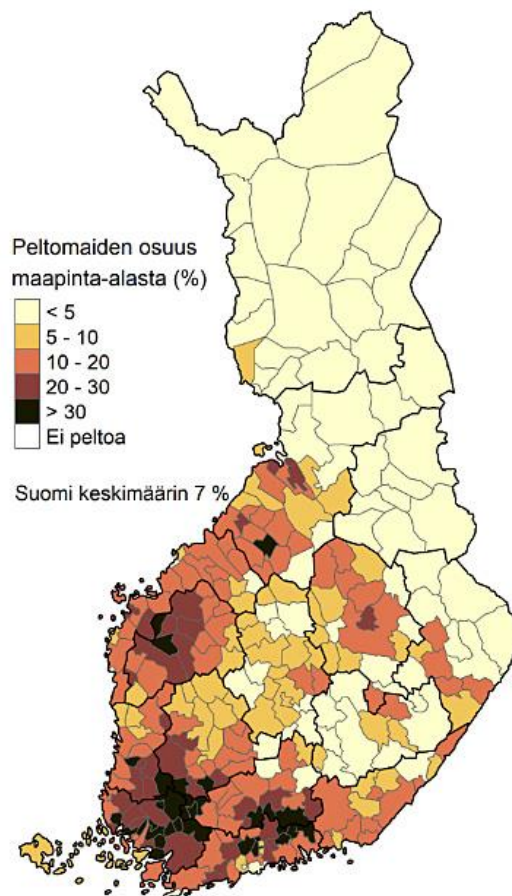 Peltomaiden osuus
maapinta-alasta (%)
< 5
5 - 10
10 - 20
20 - 30
> 30
Ei peltoa
Suomi keskimäärin 7 %